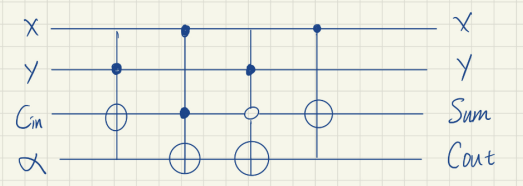 X X
Y Y
Cin Sum
α Cout